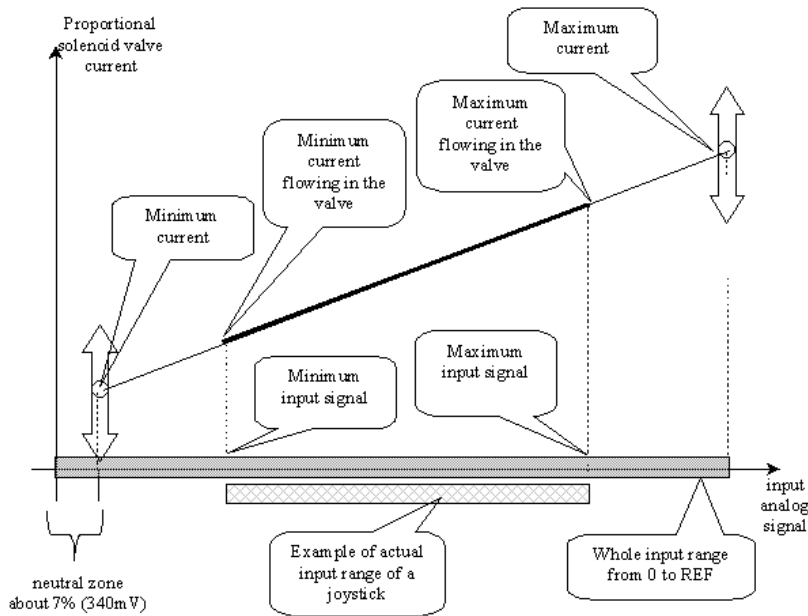 Proportional
solenoid valve
current
Maximum
current
Maximum
current
flowing in the
valve
Minimum
current
flowing in the
valve
Minimum
current
Minimum
input signal
Maximum
input signal
input
analog
signal
Example of actual
input range of a
joystick
Whole input range
from 0 to REF
neutral zone
about 7% (340mV)